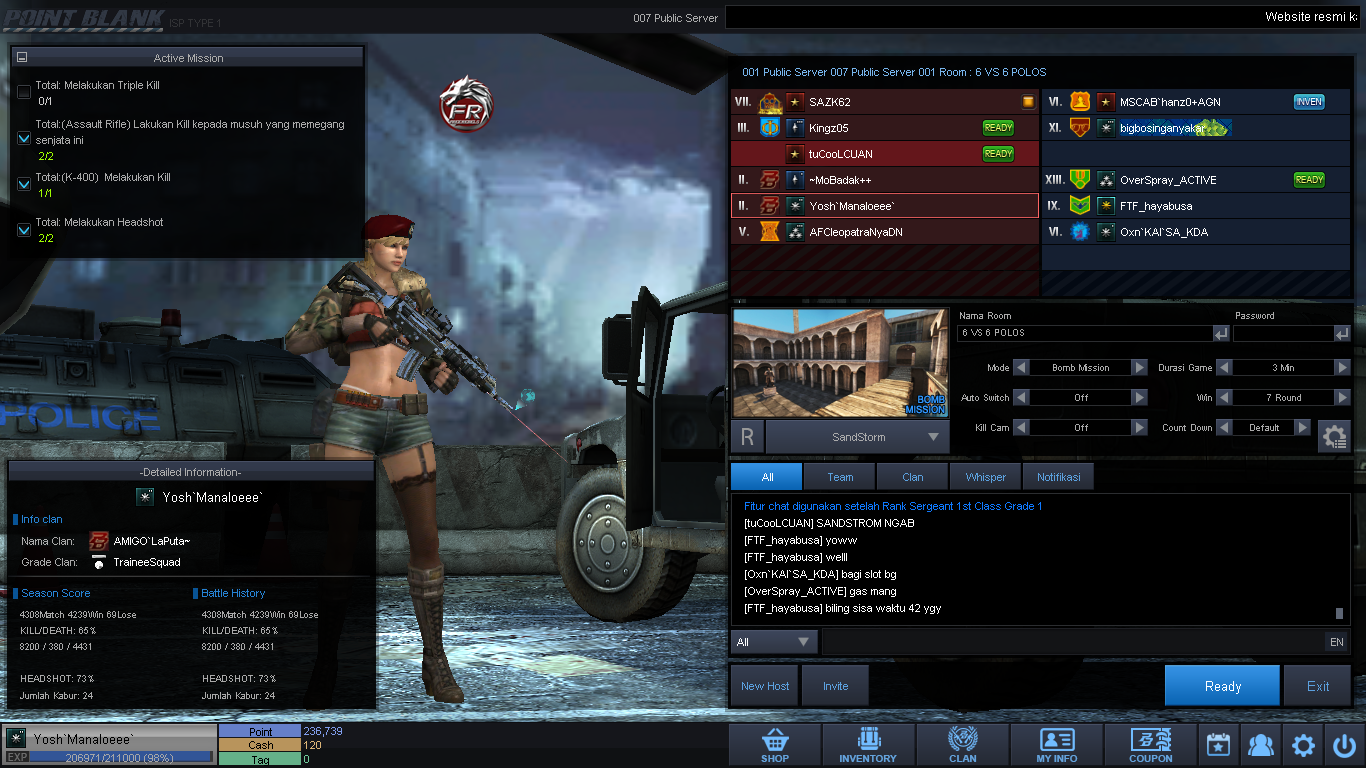 POINT BLANK ISP TYPE 1
007 Public Server
Website resmi k
Active Mission
Total: Melakukan Triple Kill
0/1
Total:(Assault Rifle) Lakukan Kill kepada musuh yang memegang
senjata ini
2/2
Total:(K-400) Melakukan Kill
1/1
Total: Melakukan Headshot
2/2
FR
POLICE
001 Public Server 007 Public Server 001 Room : 6 VS 6 POLOS
VII. SAZK62
III. Kingz05 READY
tuCooLCUAN READY
II. ~MoBadak++
II. Yosh`Manaloeee`
V. AFCleopatraNyaDN
VI. MSCAB`hanz0+AGN INVEN
XI. bigbosinganyakar
XIII. OverSpray_ACTIVE READY
IX. FTF_hayabusa
VI. Oxn`KAI`SA_KDA
BOMB
MISSION
R SandStorm
Nama Room Password
6 VS 6 POLOS
Mode Bomb Mission Durasi Game 3 Min
Auto Switch Off Win 7 Round
Kill Cam Off Count Down Default
All Team Clan Whisper Notifikasi
Fitur chat digunakan setelah Rank Sergeant 1st Class Grade 1
[tuCooLCUAN] SANDSTROM NGAB
[FTF_hayabusa] yoww
[FTF_hayabusa] welll
[Oxn`KAI`SA_KDA] bagi slot bg
[OverSpray_ACTIVE] gas mang
[FTF_hayabusa] biling sisa waktu 42 ygy
All EN
New Host Invite Ready Exit
-Detailed Information-
Yosh`Manaloeee`
Info clan
Nama Clan: AMIGO`LaPuta~
Grade Clan: TraineeSquad
Season Score
4308Match 4239Win 69Lose
KILL/DEATH: 65%
8200 / 380 / 4431
HEADSHOT: 73%
Jumlah Kabur: 24
Battle History
4308Match 4239Win 69Lose
KILL/DEATH: 65%
8200 / 380 / 4431
HEADSHOT: 73%
Jumlah Kabur: 24
Yosh`Manaloeee`
EXP 206971/211000 (98%)
Point 236,739
Cash 120
Tag 0
SHOP INVENTORY CLAN MY INFO COUPON